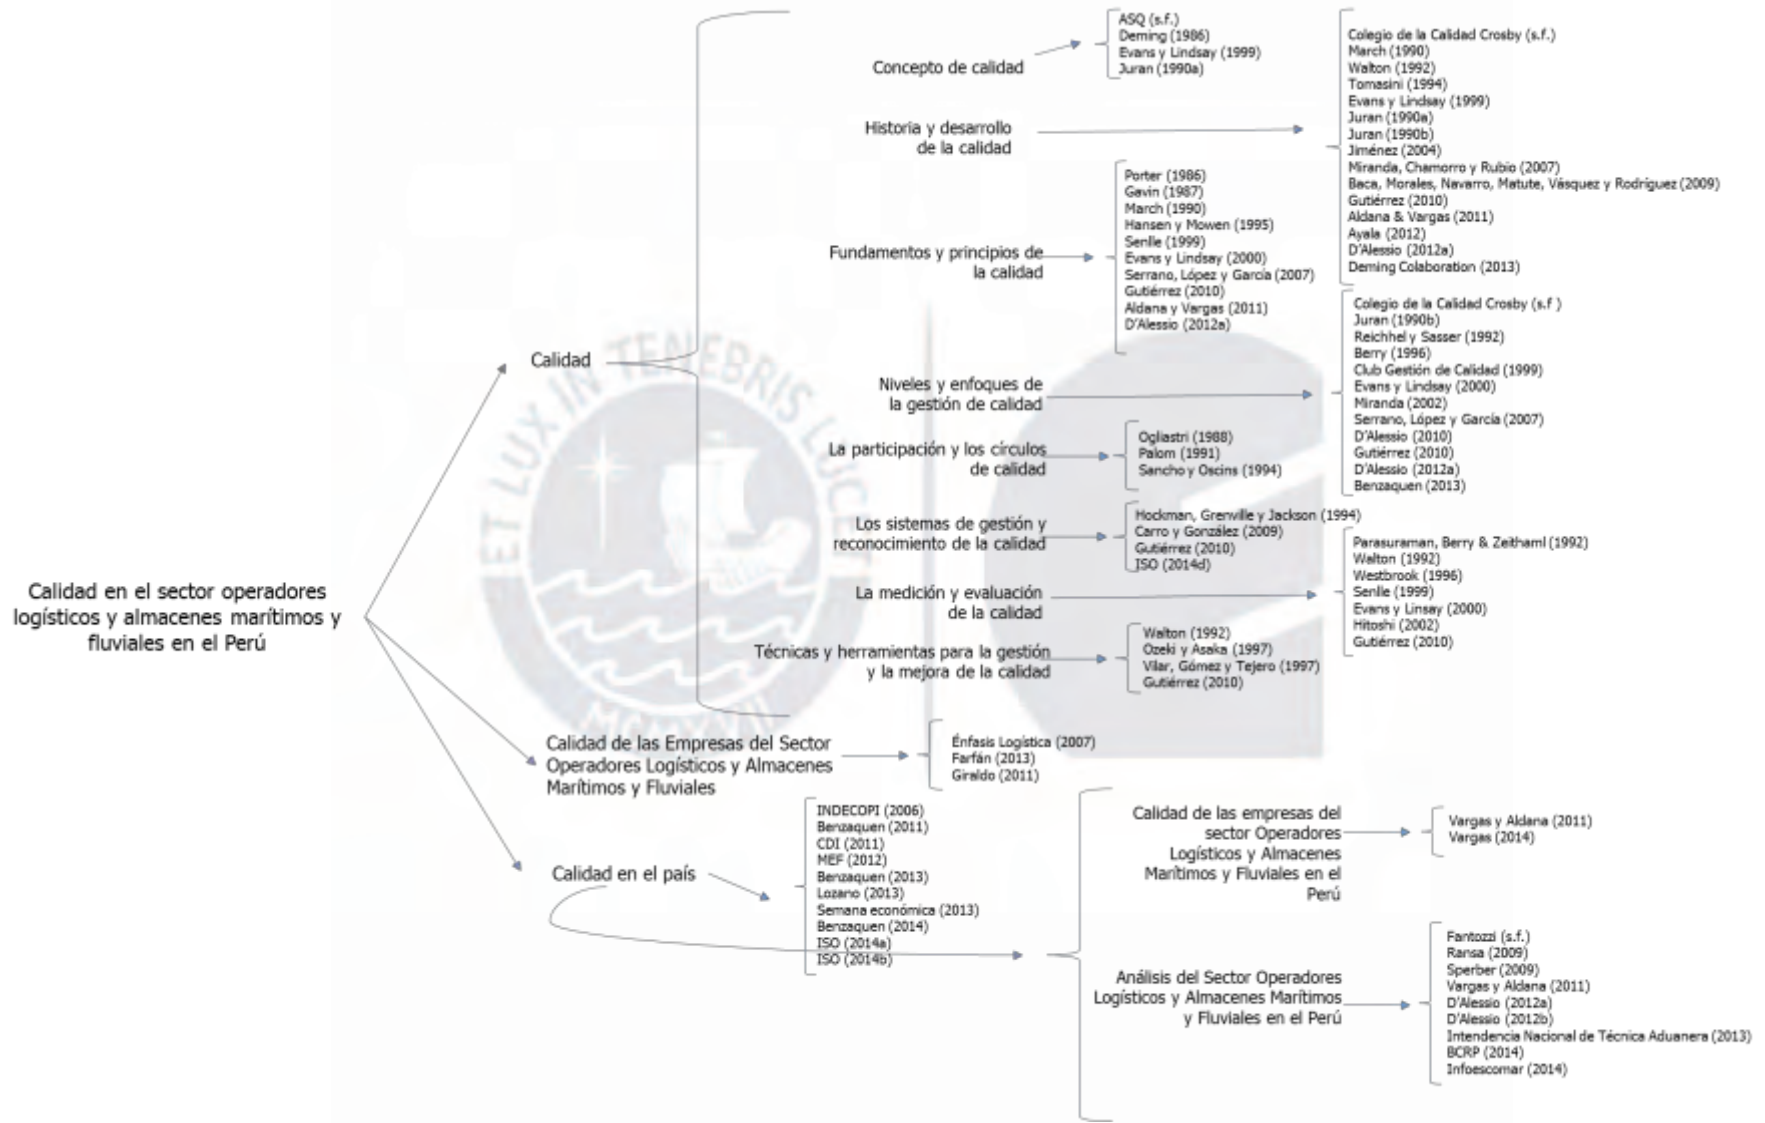 Calidad en el sector operadores
logísticos y almacenes marítimos y
fluviales en el Perú
Calidad
Concepto de calidad
ASQ (s.f.)
Deming (1986)
Evans y Lindsay (1999)
Juran (1990a)
Historia y desarrollo
de la calidad
Colegio de la Calidad Crosby (s.f.)
March (1990)
Walton (1992)
Tomasini (1994)
Evans y Lindsay (1999)
Juran (1990a)
Juran (1990b)
Jiménez (2004)
Miranda, Chamorro y Rubio (2007)
Baca, Morales, Navarro, Matute, Vásquez y Rodríguez (2009)
Gutiérrez (2010)
Aldana & Vargas (2011)
Ayala (2012)
D'Alessio (2012a)
Deming Colaboration (2013)
Fundamentos y principios de
la calidad
Porter (1986)
Gavin (1987)
March (1990)
Hansen y Mowen (1995)
Senlle (1999)
Evans y Lindsay (2000)
Serrano, López y García (2007)
Gutiérrez (2010)
Aldana y Vargas (2011)
D'Alessio (2012a)
Niveles y enfoques de
la gestión de calidad
Colegio de la Calidad Crosby (s.f )
Juran (1990b)
Reichhel y Sasser (1992)
Berry (1996)
Club Gestión de Calidad (1999)
Evans y Lindsay (2000)
Miranda (2002)
Serrano, López y García (2007)
D'Alessio (2010)
Gutiérrez (2010)
D'Alessio (2012a)
Benzaquen (2013)
La participación y los círculos
de calidad
Ogliastri (1988)
Palom (1991)
Sancho y Oscins (1994)
Los sistemas de gestión y
reconocimiento de la calidad
Hockman, Grenville y Jackson (1994)
Carro y González (2009)
Gutiérrez (2010)
ISO (2014d)
La medición y evaluación
de la calidad
Parasuraman, Berry & Zeithaml (1992)
Walton (1992)
Westbrook (1996)
Senlle (1999)
Evans y Linsay (2000)
Hitoshi (2002)
Gutiérrez (2010)
Técnicas y herramientas para la gestión
y la mejora de la calidad
Walton (1992)
Ozeki y Asaka (1997)
Vilar, Gómez y Tejero (1997)
Gutiérrez (2010)
Calidad de las Empresas del Sector
Operadores Logísticos y Almacenes
Marítimos y Fluviales
Énfasis Logística (2007)
Farfán (2013)
Giraldo (2011)
Calidad en el país
INDECOPI (2006)
Benzaquen (2011)
CDI (2011)
MEF (2012)
Benzaquen (2013)
Lozano (2013)
Semana económica (2013)
Benzaquen (2014)
ISO (2014a)
ISO (2014b)
Calidad de las empresas del
sector Operadores
Logísticos y Almacenes
Marítimos y Fluviales en el
Perú
Vargas y Aldana (2011)
Vargas (2014)
Análisis del Sector Operadores
Logísticos y Almacenes Marítimos
y Fluviales en el Perú
Fantozzi (s.f.)
Ransa (2009)
Sperber (2009)
Vargas y Aldana (2011)
D'Alessio (2012a)
D'Alessio (2012b)
Intendencia Nacional de Técnica Aduanera (2013)
BCRP (2014)
Infoescomar (2014)
ET LUX IN TENEBRIS LUCET